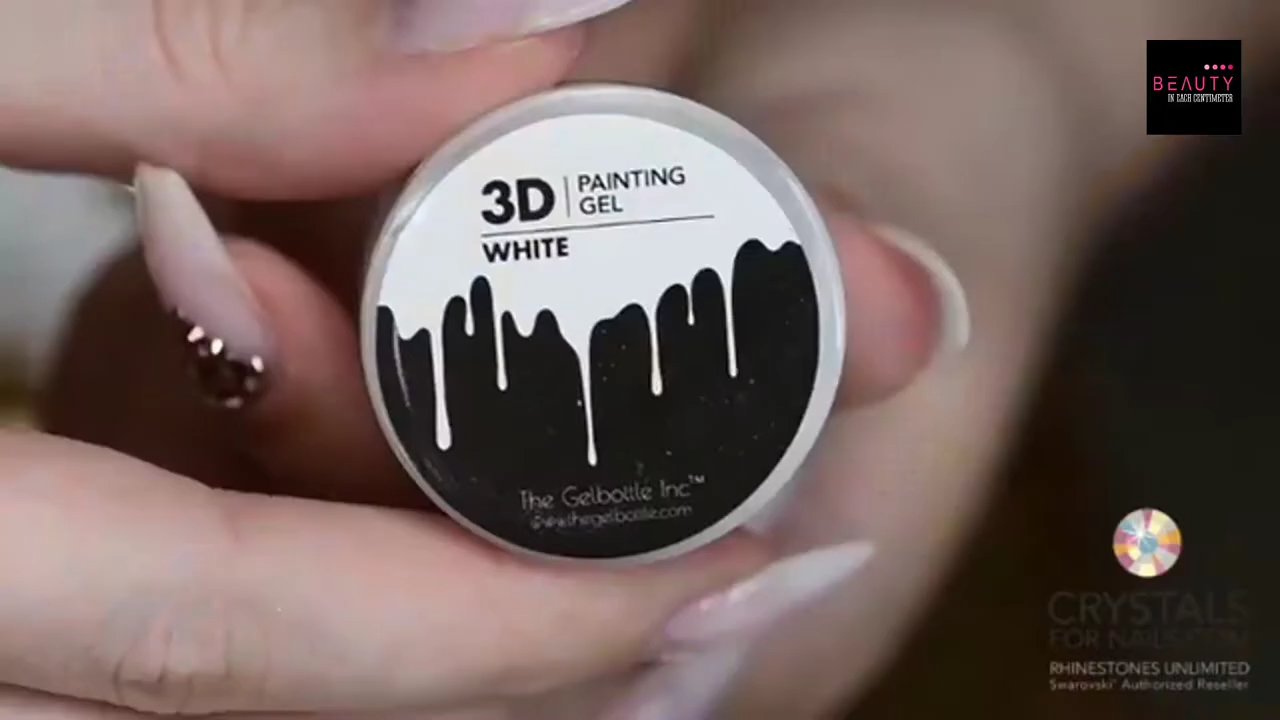 BEAUTY
IN EACH CENTIMETER
3D
PAINTING
GEL
WHITE
The Gelbottle Inc™
www.thegelbottle.com
CRYSTALS
FOR NAILS.COM
RHINESTONES UNLIMITED
Swarovski® Authorized Reseller